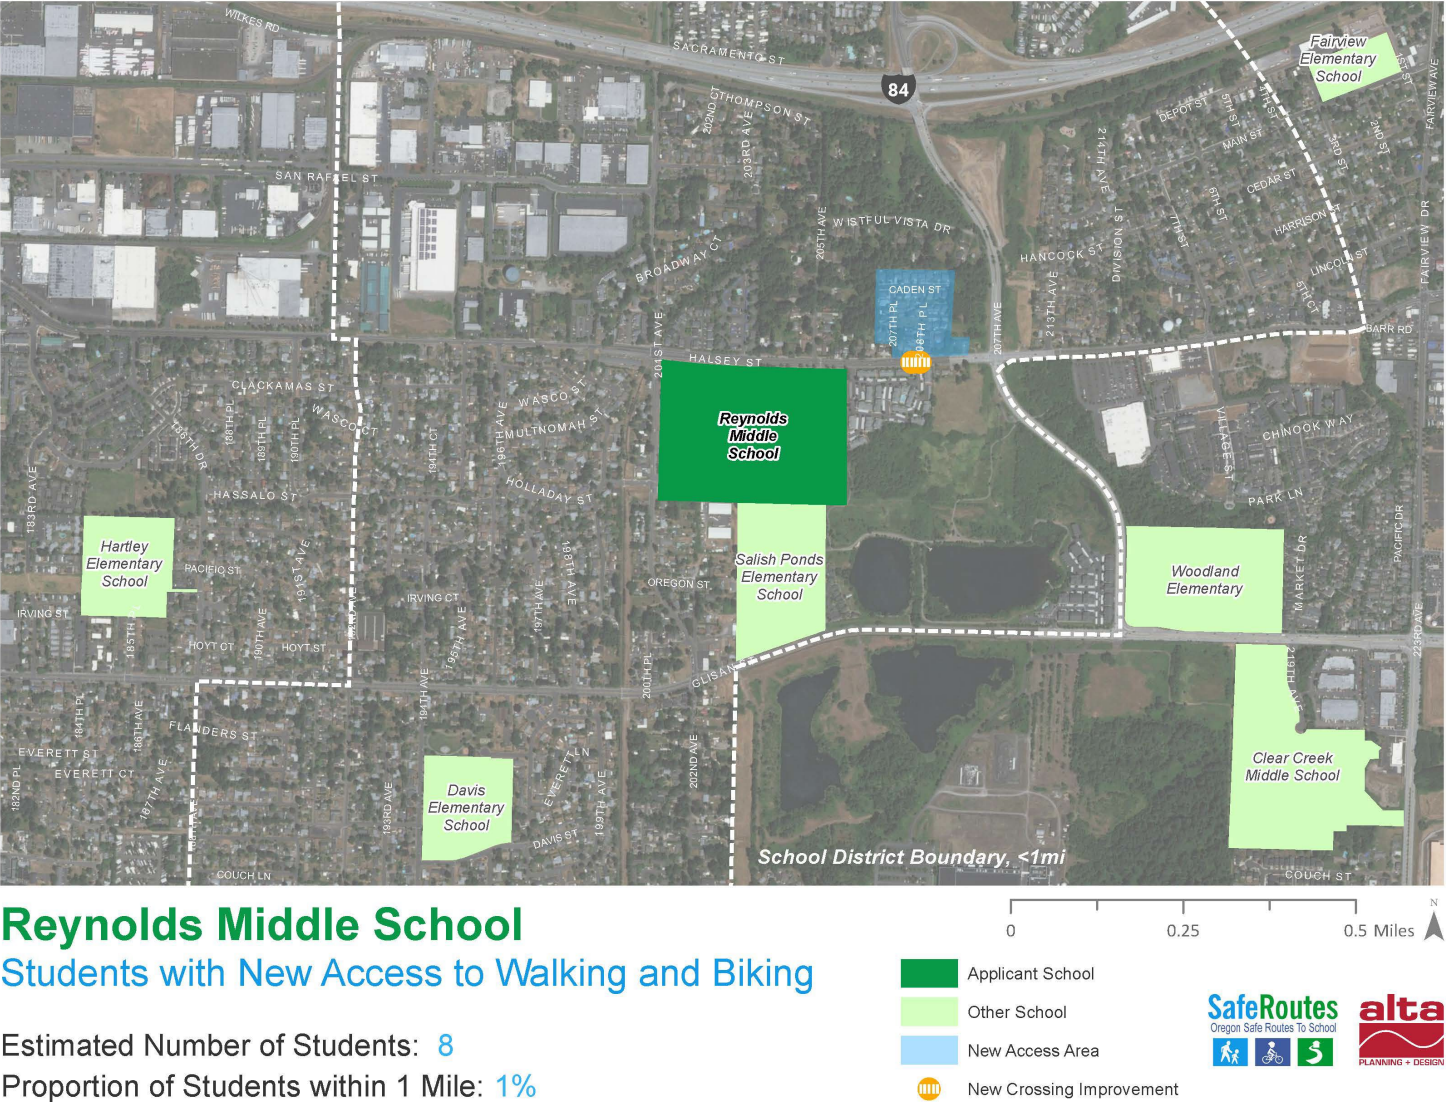 WILKES RD
SACRAMENTO ST
84
Fairview
Elementary
School
1ST ST
FAIRVIEW AVE
202ND CT
THOMPSON ST
203RD AVE
DEPOT ST
5TH ST
4TH ST
MAIN ST
3RD ST
2ND ST
214TH AVE
SAN RAFAEL ST
CEDAR ST
6TH ST
7TH ST
HARRISON ST
205TH AVE
WISTFUL VISTA DR
DIVISION ST
FAIRVIEW DR
BROADWAY CT
HANCOCK ST
LINCOLN ST
5TH CT
CADEN ST
207TH PL
208TH PL
207TH AVE
213TH AVE
BARR RD
201ST AVE
HALSEY ST
CLACKAMAS ST
WASCO CT
WASCO ST
MULTNOMAH ST
188TH DR
188TH PL
189TH PL
190TH PL
194TH CT
196TH AVE
Reynolds
Middle
School
VILLAGE ST
CHINOOK WAY
183RD AVE
HASSALO ST
HOLLADAY ST
PARK LN
PACIFIC DR
Hartley
Elementary
School
PACIFIC ST
191ST AVE
198TH AVE
OREGON ST
Salish Ponds
Elementary
School
Woodland
Elementary
MARKET DR
IRVING ST
185TH PL
IRVING CT
197TH AVE
195TH AVE
HOYT CT
190TH AVE
HOYT ST
223RD AVE
GLISAN
200TH PL
219TH AVE
184TH PL
186TH AVE
FLANDERS ST
194TH AVE
EVERETT ST
EVERETT CT
187TH AVE
182ND PL
193RD AVE
Davis
Elementary
School
EVERETT LN
199TH AVE
202ND AVE
DAVIS ST
Clear Creek
Middle School
COUCH LN
School District Boundary, <1mi
COUCH ST
Reynolds Middle School
Students with New Access to Walking and Biking
Estimated Number of Students: 8
Proportion of Students within 1 Mile: 1%
0 0.25 0.5 Miles
N
Applicant School
Other School
New Access Area
New Crossing Improvement
SafeRoutes
Oregon Safe Routes To School
alta
PLANNING + DESIGN